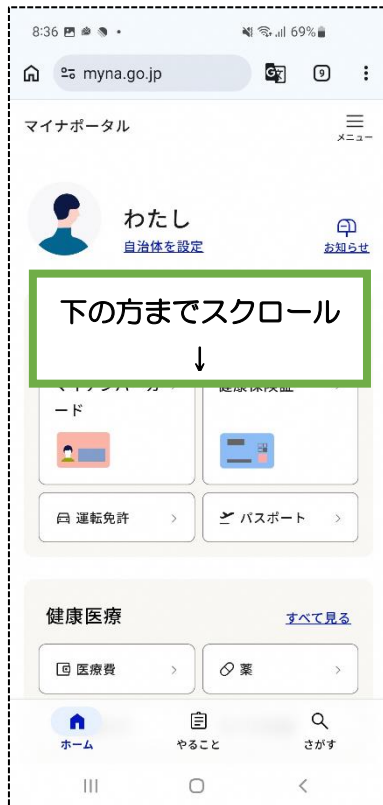 8:36
69%
myna.go.jp
9
マイナポータル
メニュー
わたし
自治体を設定
お知らせ
下の方までスクロール
↓
ード
運転免許
パスポート
健康医療
すべて見る
医療費
薬
ホーム
やること
さがす